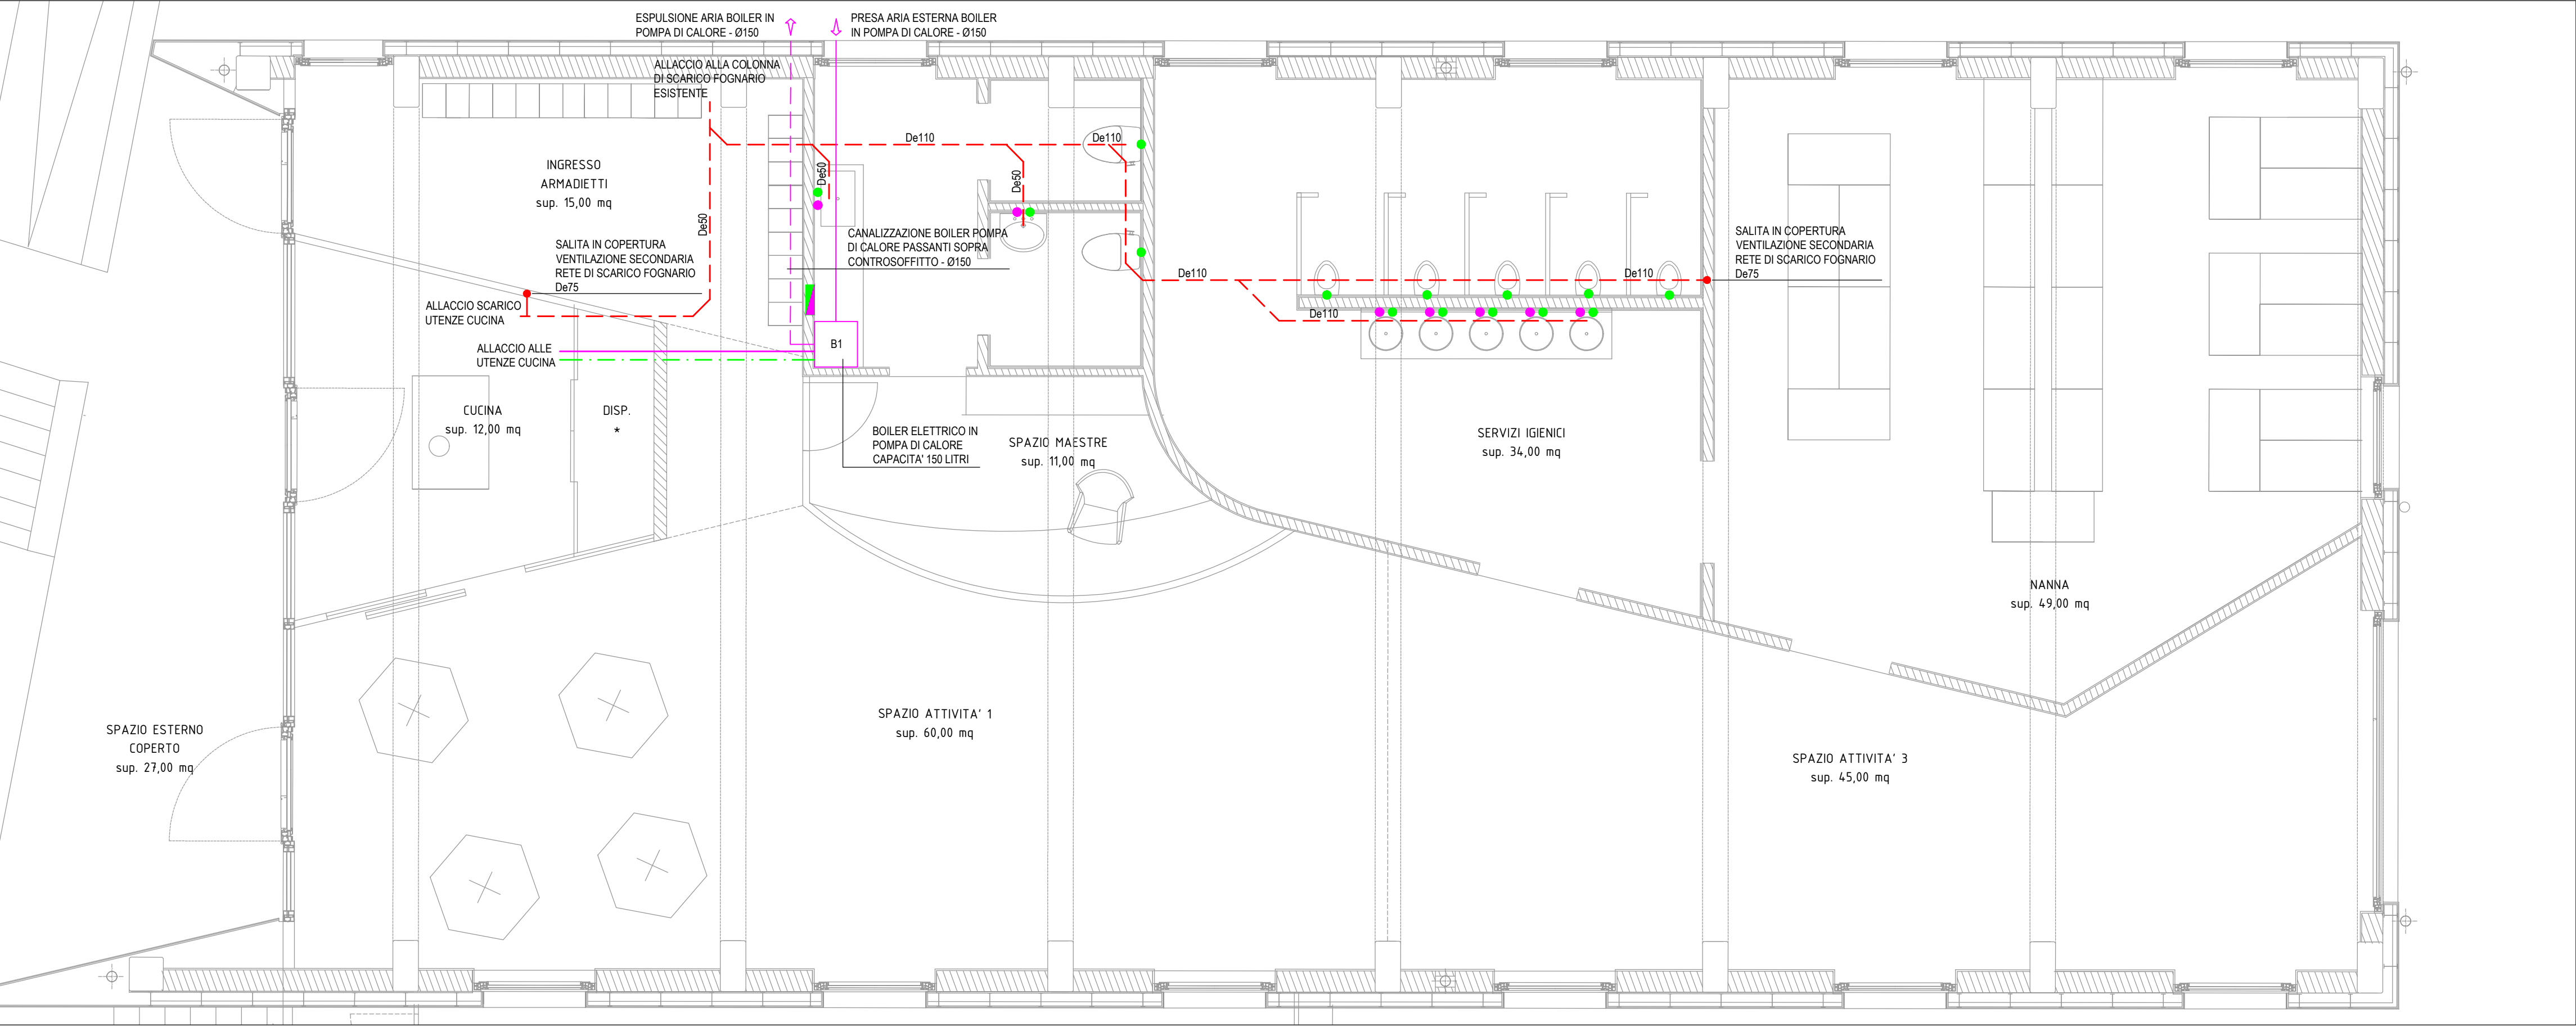 ESPULSIONE ARIA BOILER IN
POMPA DI CALORE - Ø150
PRESA ARIA ESTERNA BOILER
IN POMPA DI CALORE - Ø150
ALLACCIO ALLA COLONNA
DI SCARICO FOGNARIO
ESISTENTE
De110
De110
INGRESSO
ARMADIETTI
sup. 15,00 mq
De50
De50
De50
SALITA IN COPERTURA
VENTILAZIONE SECONDARIA
RETE DI SCARICO FOGNARIO
De75
CANALIZZAZIONE BOILER POMPA
DI CALORE PASSANTI SOPRA
CONTROSOFFITTO - Ø150
SALITA IN COPERTURA
VENTILAZIONE SECONDARIA
RETE DI SCARICO FOGNARIO
De75
De110
De110
De110
ALLACCIO SCARICO
UTENZE CUCINA
ALLACCIO ALLE
UTENZE CUCINA
B1
CUCINA
sup. 12,00 mq
DISP.
*
BOILER ELETTRICO IN
POMPA DI CALORE
CAPACITA' 150 LITRI
SPAZIO MAESTRE
sup. 11,00 mq
SERVIZI IGIENICI
sup. 34,00 mq
NANNA
sup. 49,00 mq
SPAZIO ESTERNO
COPERTO
sup. 27,00 mq
SPAZIO ATTIVITA' 1
sup. 60,00 mq
SPAZIO ATTIVITA' 3
sup. 45,00 mq